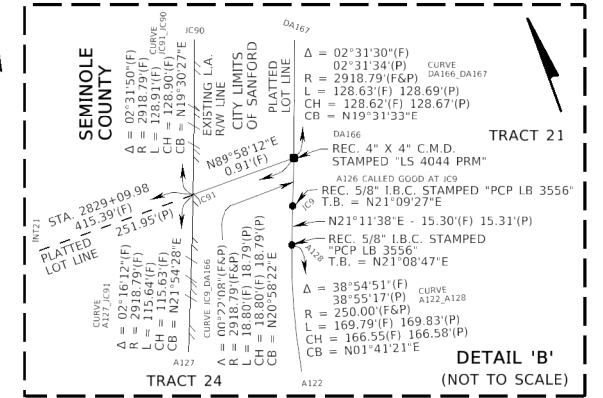 SEMINOLE
COUNTY
Δ = 02°31'50"(F)
R = 2918.79'(F&P)
L = 128.91'(F)
CH = 128.90'(F)
CB = N19°30'27"E
CURVE
JC91_JC90
JC90
EXISTING L.A.
R/W LINE
CITY LIMITS
OF SANFORD
PLATTED
LOT LINE
DA167
Δ = 02°31'30"(F)
02°31'34'(P)
R = 2918.79'(F&P)
L = 128.63'(F) 128.69'(P)
CH = 128.62'(F) 128.67'(P)
CB = N19°31'33"E
CURVE
DA166_DA167
TRACT 21
DA166
REC. 4" X 4" C.M.D.
STAMPED "LS 4044 PRM"
N89°58'12"E
0.91'(F)
A126 CALLED GOOD AT JC9
REC. 5/8" I.B.C. STAMPED "PCP LB 3556"
T.B. = N21°09'27"E
JC9
JC91
N21°11'38"E - 15.30'(F) 15.31'(P)
REC. 5/8" I.B.C. STAMPED
"PCP LB 3556"
T.B. = N21°08'47"E
A128
STA. 2829+09.98
415.39'(F)
251.95'(P)
INT21
PLATTED
LOT LINE
CURVE
A127_JC91
Δ = 02°16'12"(F)
R = 2918.79'(F)
L = 115.64'(F)
CH = 115.63'(F)
CB = N21°54'28"E
A127
CURVE JC9_DA166
Δ = 00°22'08"(F&P)
R = 2918.79'(F&P)
L = 18.80'(F) 18.79'(P)
CH = 18.80'(F) 18.79'(P)
CB = N20°58'22"E
Δ = 38°54'51"(F)
38°55'17"(P)
R = 250.00'(F&P)
L = 169.79'(F) 169.83'(P)
CH = 166.55(F) 166.58'(P)
CB = N01°41'21"E
CURVE
A122_A128
A122
TRACT 24
DETAIL 'B'
(NOT TO SCALE)